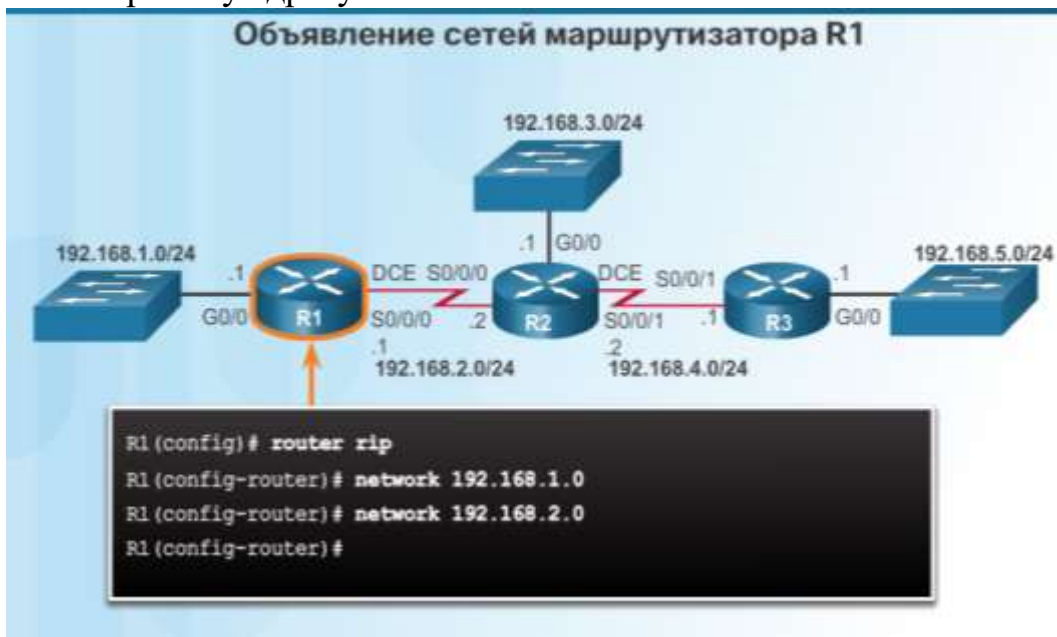 Объявление сетей маршрутизатора R1
192.168.3.0/24
.1 G0/0
192.168.1.0/24
192.168.5.0/24
.1 DCE S0/0/0 DCE S0/0/1 .1
G0/0 R1 S0/0/0 .2 R2 S0/0/1 .1 R3 G0/0
.1 .2
192.168.2.0/24 192.168.4.0/24
R1(config)# router rip
R1(config-router)# network 192.168.1.0
R1(config-router)# network 192.168.2.0
R1(config-router)#